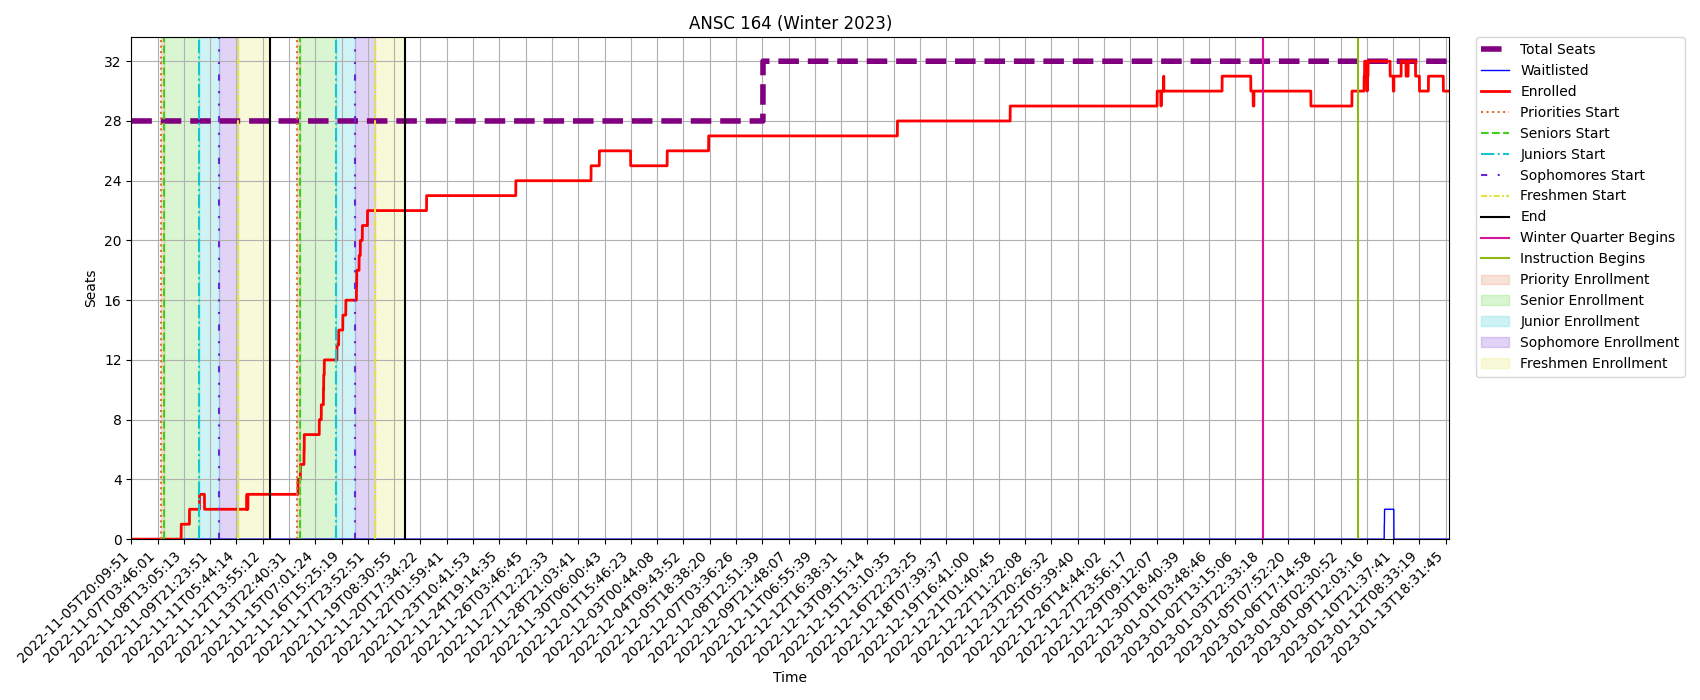 ANSC 164 (Winter 2023)
Seats
32
28
24
20
16
12
8
4
0
2022-11-05T20:09:51
2022-11-07T03:46:01
2022-11-08T13:05:13
2022-11-09T21:23:51
2022-11-11T05:44:14
2022-11-12T13:55:12
2022-11-13T22:40:31
2022-11-15T07:01:24
2022-11-16T15:25:19
2022-11-17T23:52:51
2022-11-19T08:30:55
2022-11-20T17:34:22
2022-11-22T01:59:41
2022-11-23T10:41:53
2022-11-24T19:14:35
2022-11-26T03:46:45
2022-11-27T12:22:33
2022-11-28T21:03:41
2022-11-30T06:00:43
2022-12-01T15:46:23
2022-12-03T00:44:08
2022-12-04T09:43:52
2022-12-05T18:38:20
2022-12-07T03:36:26
2022-12-08T12:51:39
2022-12-09T21:48:07
2022-12-11T06:55:39
2022-12-12T16:38:31
2022-12-13T09:15:14
2022-12-15T13:10:35
2022-12-16T22:23:25
2022-12-18T07:39:37
2022-12-19T16:41:00
2022-12-21T01:40:45
2022-12-22T11:22:08
2022-12-23T20:26:32
2022-12-25T05:39:40
2022-12-26T14:44:02
2022-12-27T23:56:17
2022-12-29T09:12:07
2022-12-30T18:40:39
2023-01-01T03:48:46
2023-01-02T13:15:06
2023-01-03T22:33:18
2023-01-05T07:52:20
2023-01-06T17:14:58
2023-01-08T02:30:52
2023-01-09T12:03:16
2023-01-10T21:37:41
2023-01-12T08:33:19
2023-01-13T18:31:45
Time
Total Seats
Waitlisted
Enrolled
Priorities Start
Seniors Start
Juniors Start
Sophomores Start
Freshmen Start
End
Winter Quarter Begins
Instruction Begins
Priority Enrollment
Senior Enrollment
Junior Enrollment
Sophomore Enrollment
Freshmen Enrollment